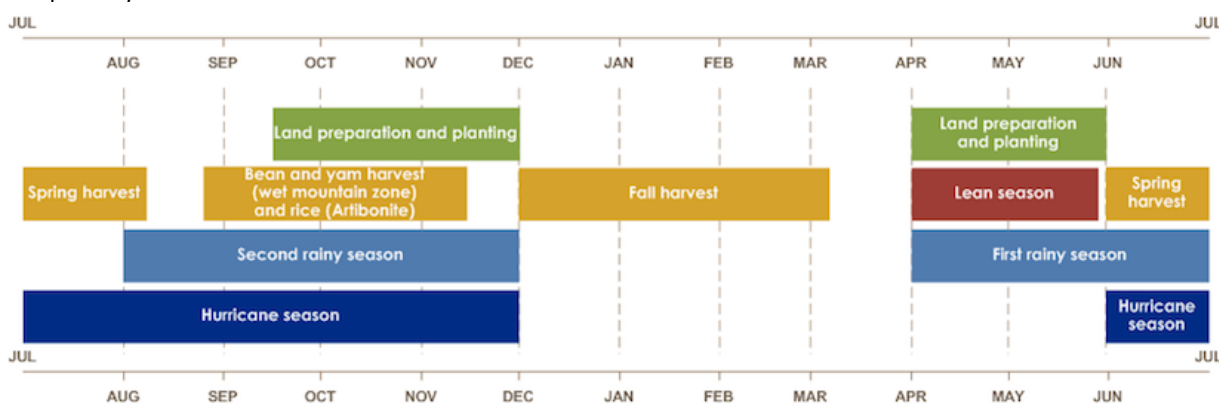 JUL JUL
AUG SEP OCT NOV DEC JAN FEB MAR APR MAY JUN
Land preparation and planting
Land preparation
and planting
Spring harvest
Bean and yam harvest
(wet mountain zone)
and rice (Artibonite)
Fall harvest
Lean season
Spring
harvest
Second rainy season
First rainy season
Hurricane season
Hurricane
season
JUL JUL
AUG SEP OCT NOV DEC JAN FEB MAR APR MAY JUN